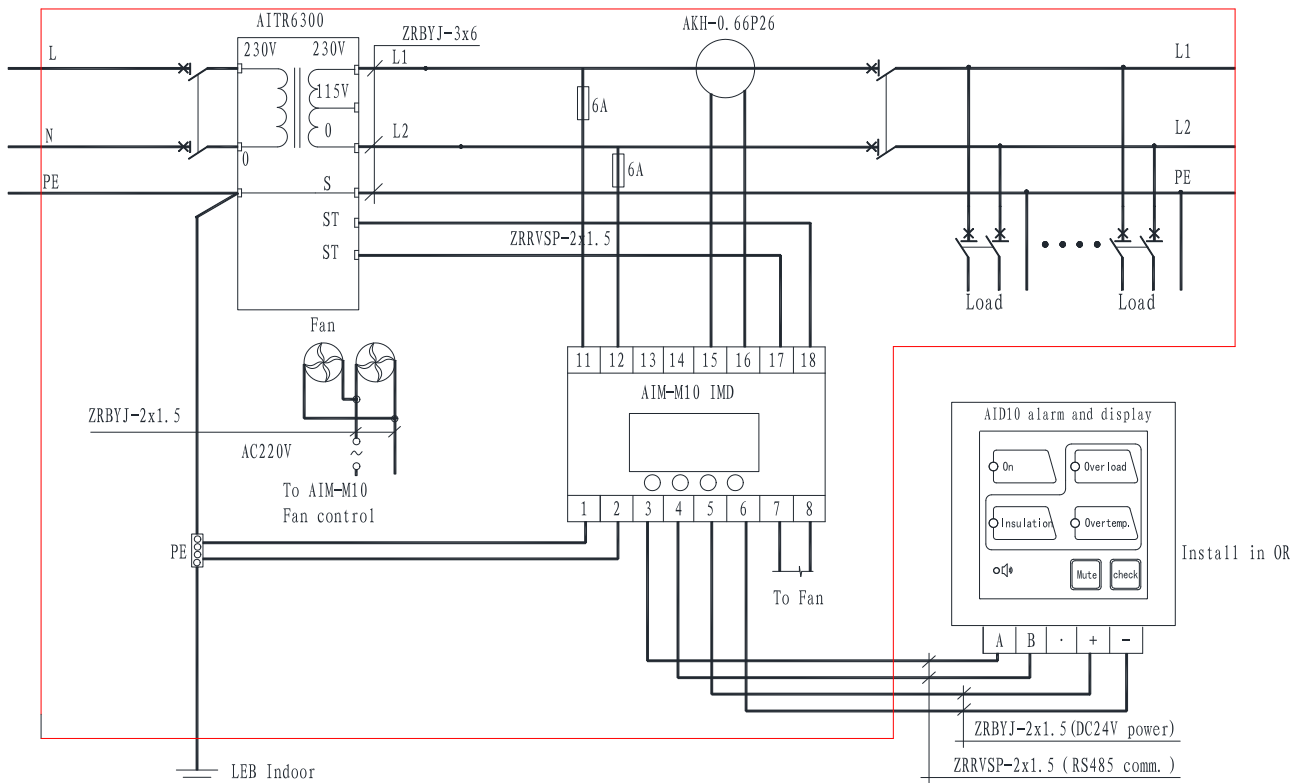 AITR6300
AKH-0.66P26
ZRBYJ-3x6
L
230V
230V
L1
L1
115V
6A
0
L2
L2
N
0
6A
PE
S
PE
ST
ZRRVSP-2x1.5
ST
Load
Load
Fan
11 12 13 14 15 16 17 18
AIM-M10 IMD
ZRBYJ-2x1.5
AID10 alarm and display
AC220V
~
On
Overload
To AIM-M10
Fan control
1 2 3 4 5 6 7 8
Insulation
Overtemp.
PE
Install in OR
Mute
check
To Fan
A B · + −
ZRBYJ-2x1.5(DC24V power)
LEB Indoor
ZRRVSP-2x1.5 (RS485 comm.)